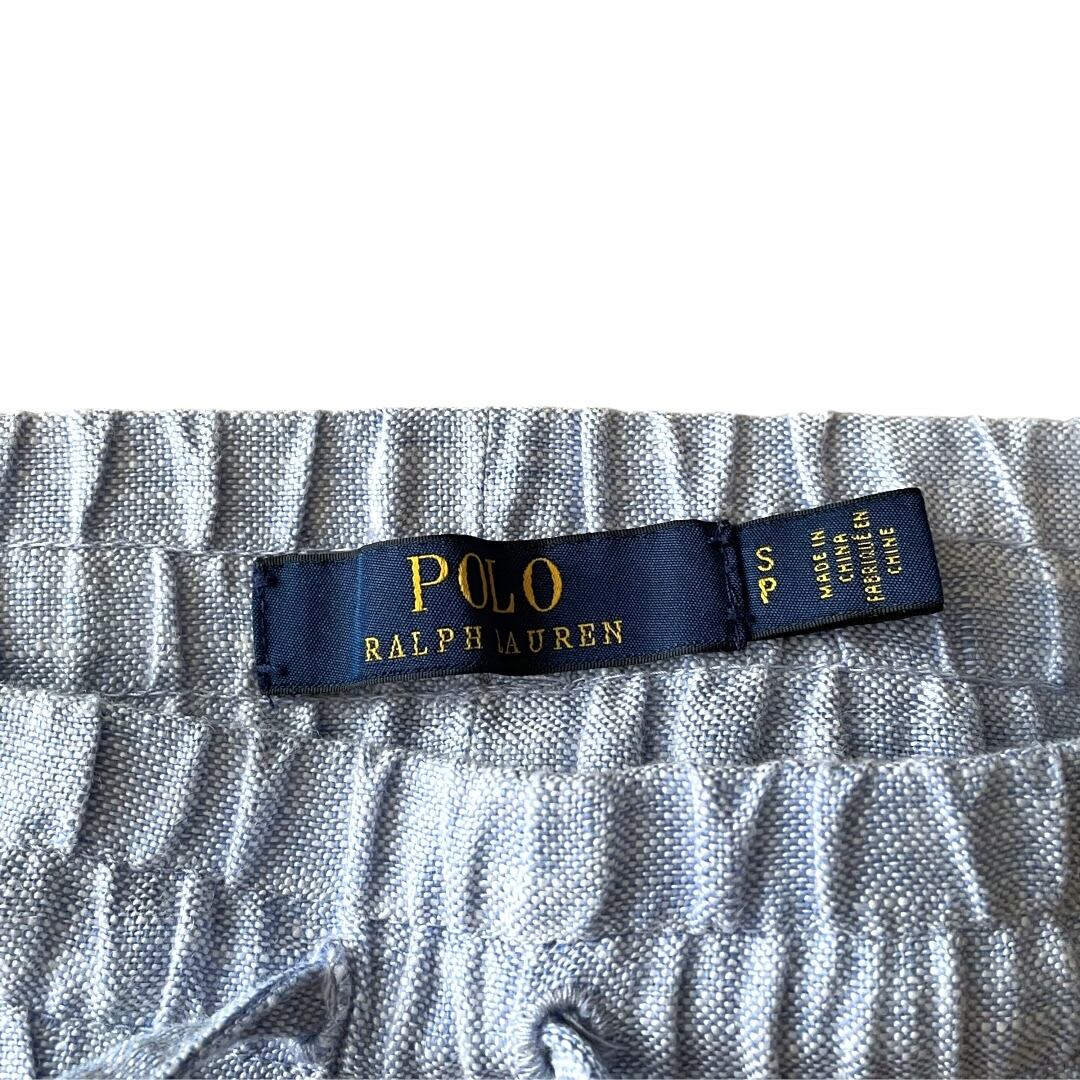 POLO
RALPH LAUREN
S
P
MADE IN
CHINA
FABRIQUÉ EN
CHINE